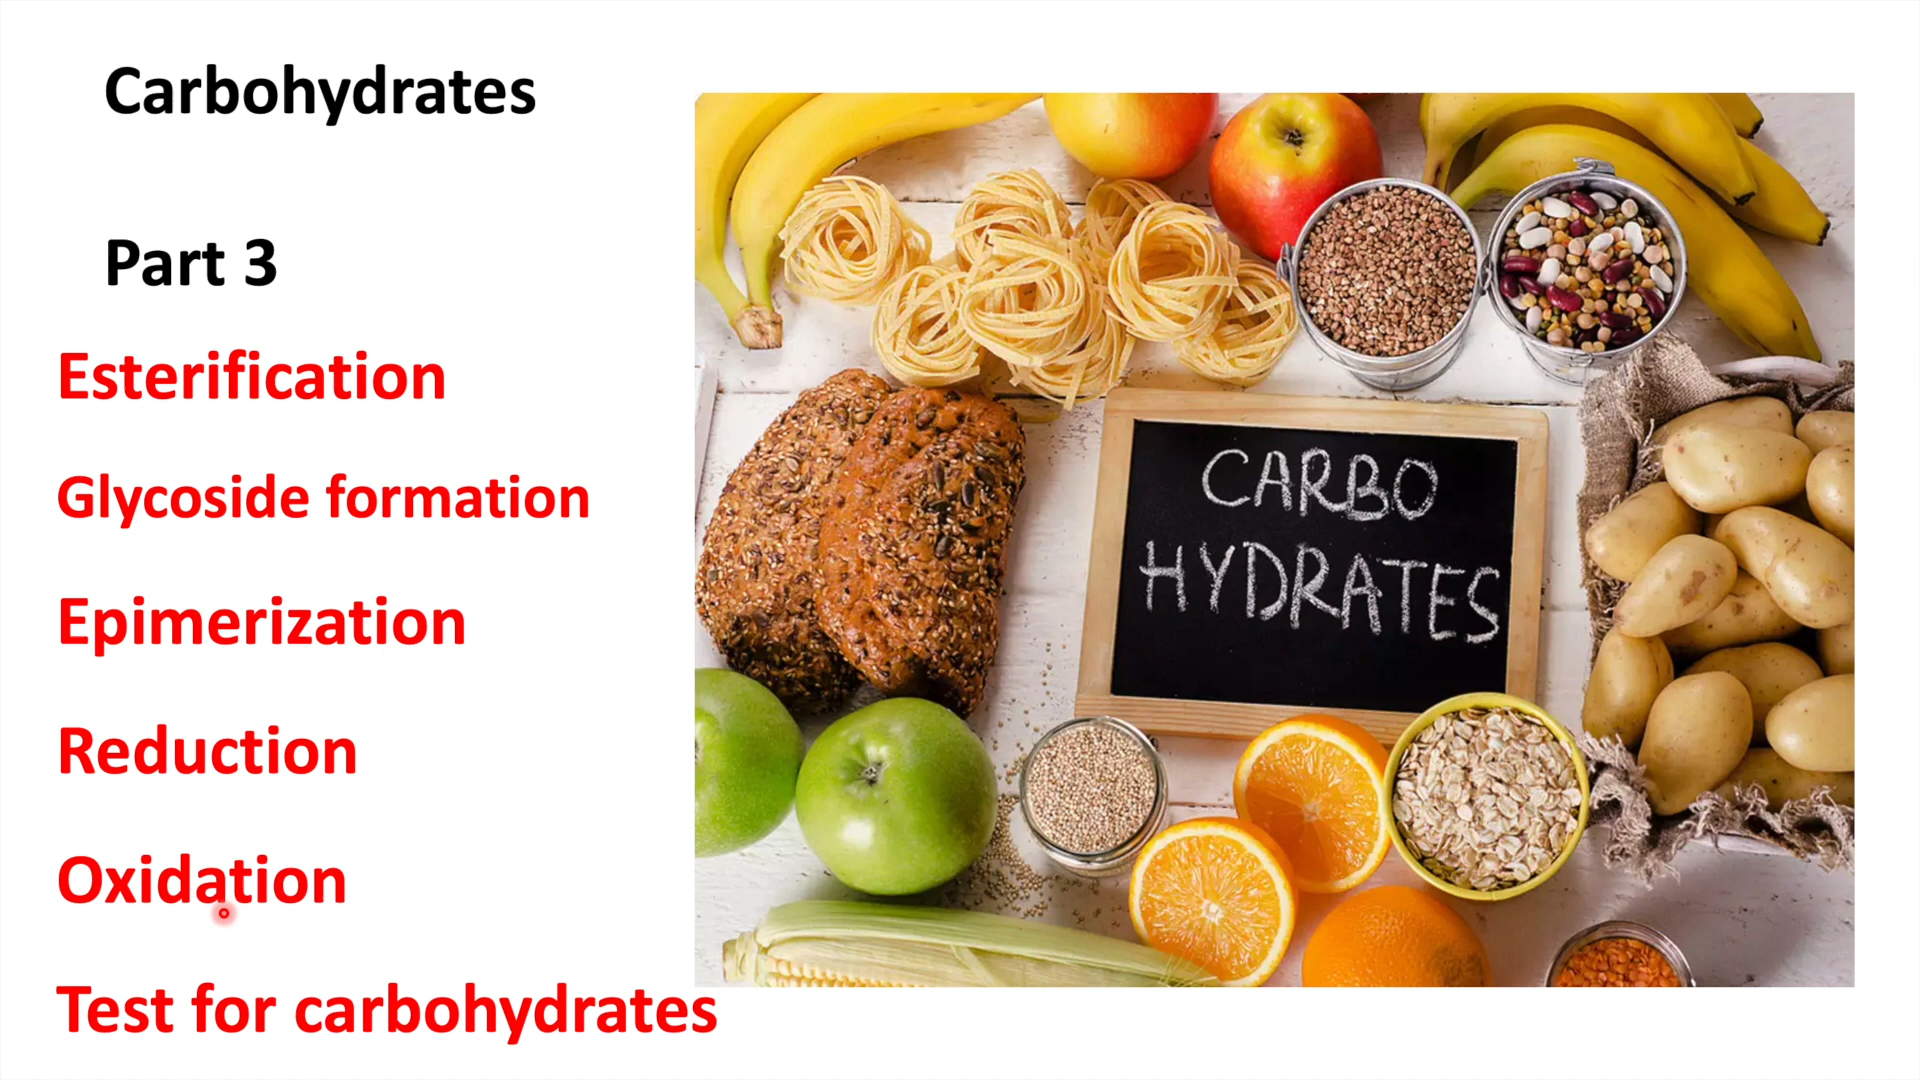 Carbohydrates
Part 3
Esterification
Glycoside formation
Epimerization
Reduction
Oxidation
Test for carbohydrates
CARBO
HYDRATES